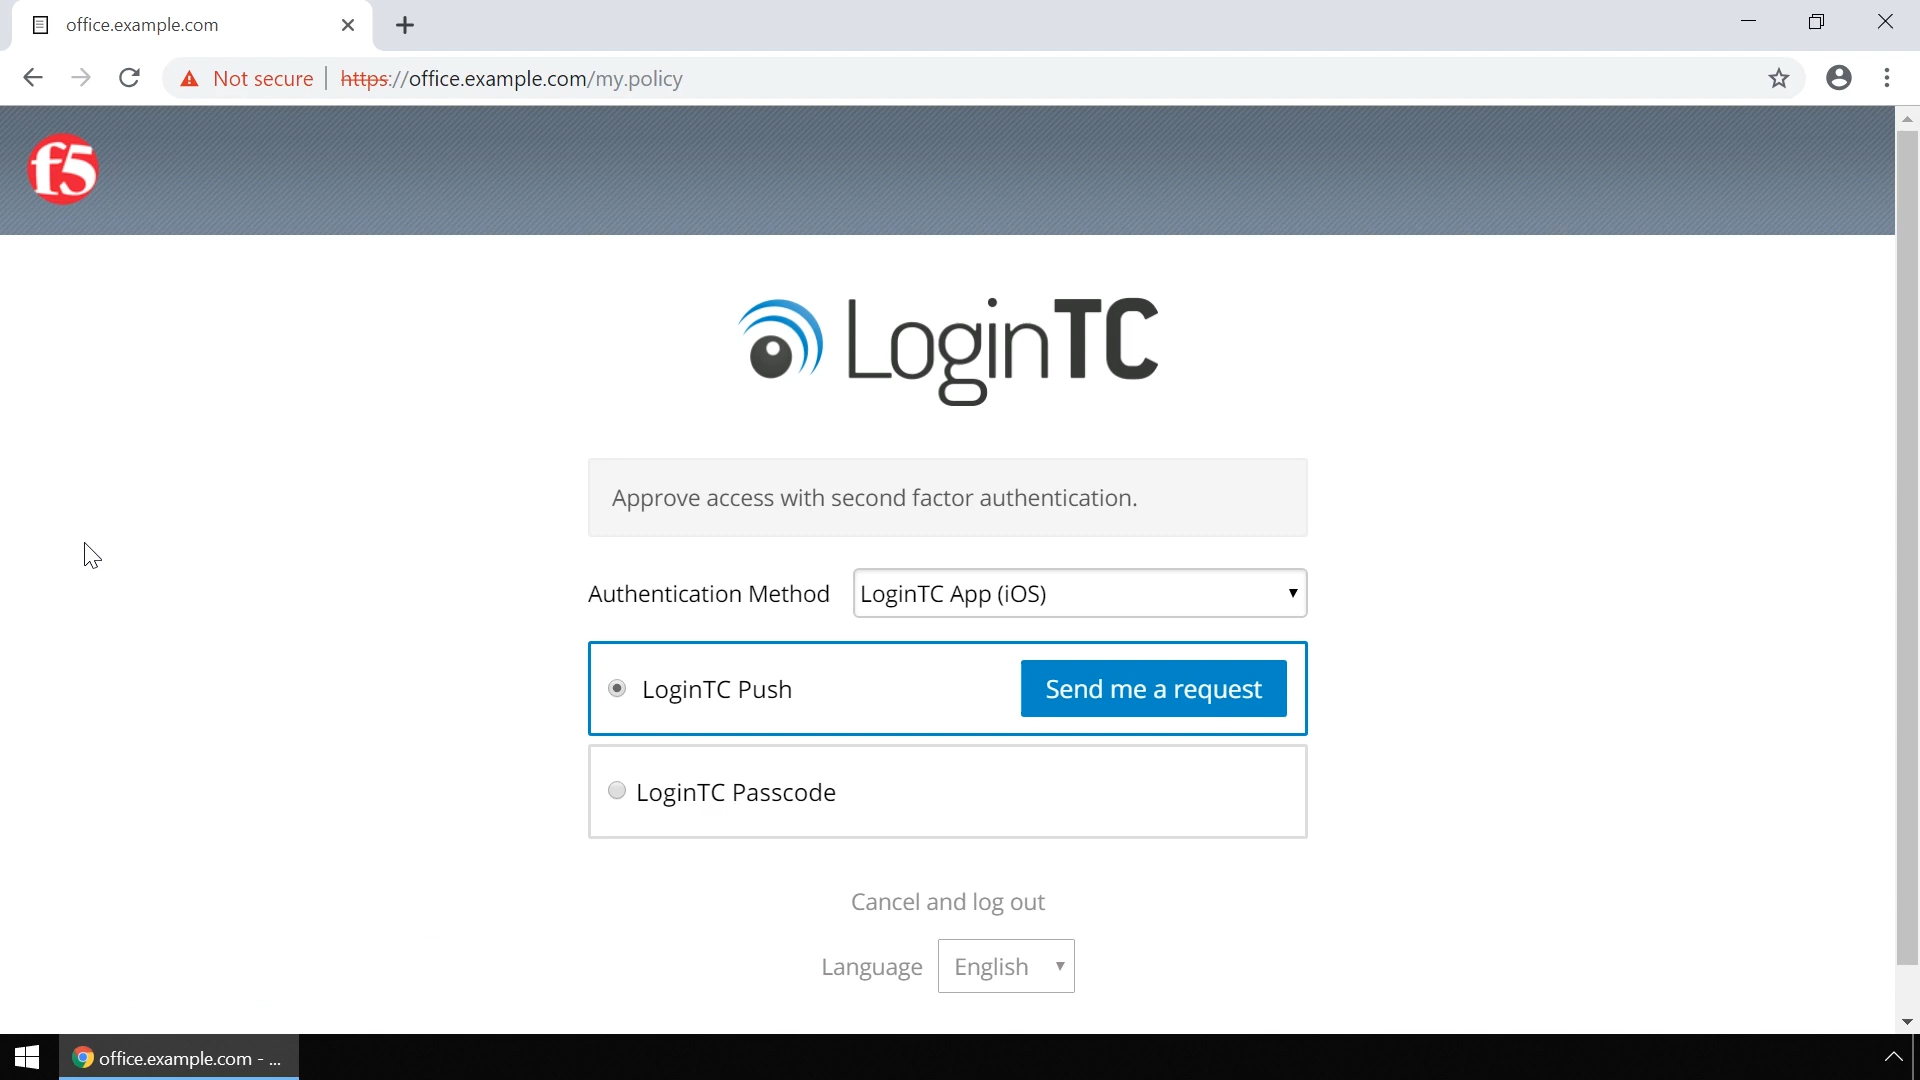 office.example.com
Not secure
https://office.example.com/my.policy
f5
LoginTC
Approve access with second factor authentication.
Authentication Method
LoginTC App (iOS)
LoginTC Push
Send me a request
LoginTC Passcode
Cancel and log out
Language
English
office.example.com - ...